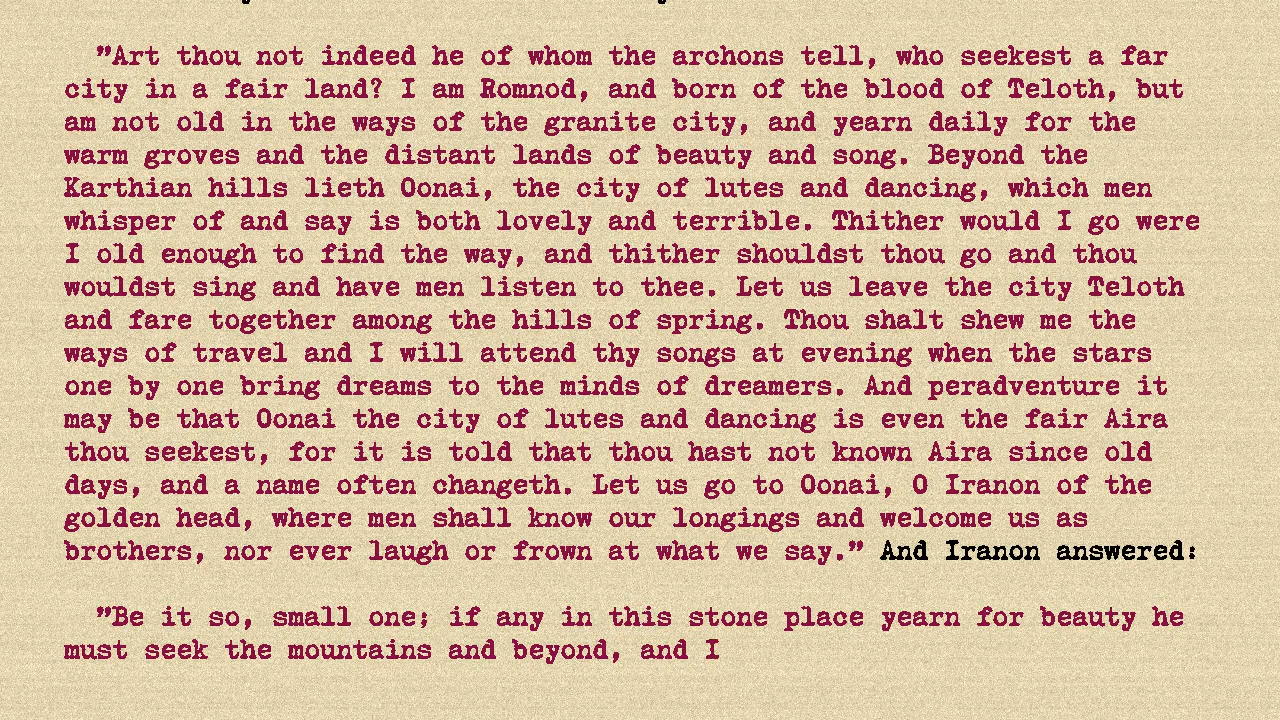 ”Art thou not indeed he of whom the archons tell, who seekest a far
city in a fair land? I am Romnod, and born of the blood of Teloth, but
am not old in the ways of the granite city, and yearn daily for the
warm groves and the distant lands of beauty and song. Beyond the
Karthian hills lieth Oonai, the city of lutes and dancing, which men
whisper of and say is both lovely and terrible. Thither would I go were
I old enough to find the way, and thither shouldst thou go and thou
wouldst sing and have men listen to thee. Let us leave the city Teloth
and fare together among the hills of spring. Thou shalt shew me the
ways of travel and I will attend thy songs at evening when the stars
one by one bring dreams to the minds of dreamers. And peradventure it
may be that Oonai the city of lutes and dancing is even the fair Aira
thou seekest, for it is told that thou hast not known Aira since old
days, and a name often changeth. Let us go to Oonai, O Iranon of the
golden head, where men shall know our longings and welcome us as
brothers, nor ever laugh or frown at what we say.” And Iranon answered:
”Be it so, small one; if any in this stone place yearn for beauty he
must seek the mountains and beyond, and I